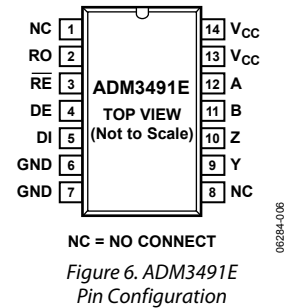 NC 1
RO 2
RE 3
DE 4
DI 5
GND 6
GND 7
ADM3491E
TOP VIEW
(Not to Scale)
14 VCC
13 VCC
12 A
11 B
10 Z
9 Y
8 NC
NC = NO CONNECT
06284-006
Figure 6. ADM3491E
Pin Configuration